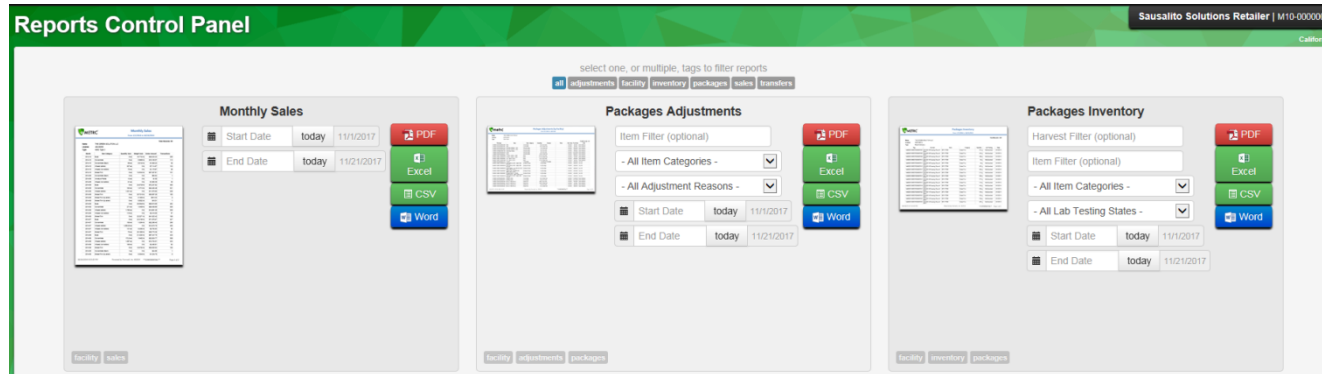 Reports Control Panel
Sausalito Solutions Retailer | M10-000000
Califor
select one, or multiple, tags to filter reports
all adjustments facility inventory packages sales transfers
Monthly Sales
Start Date today 11/1/2017
End Date today 11/21/2017
PDF
Excel
CSV
Word
facility sales
Packages Adjustments
Item Filter (optional)
- All Item Categories -
- All Adjustment Reasons -
Start Date today 11/1/2017
End Date today 11/21/2017
PDF
Excel
CSV
Word
facility adjustments packages
Packages Inventory
Harvest Filter (optional)
Item Filter (optional)
- All Item Categories -
- All Lab Testing States -
Start Date today 11/1/2017
End Date today 11/21/2017
PDF
Excel
CSV
Word
facility inventory packages